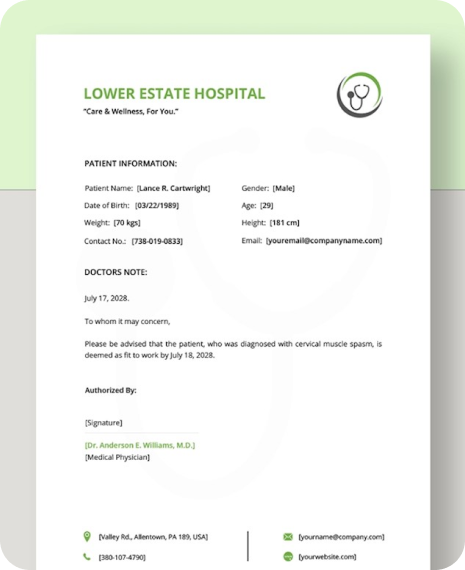 LOWER ESTATE HOSPITAL
"Care & Wellness, For You."
PATIENT INFORMATION:
Patient Name: [Lance R. Cartwright] Gender: [Male]
Date of Birth: [03/22/1989] Age: [29]
Weight: [70 kgs] Height: [181 cm]
Contact No.: [738-019-0833] Email: [youremail@companyname.com]
DOCTORS NOTE:
July 17, 2028.
To whom it may concern,
Please be advised that the patient, who was diagnosed with cervical muscle spasm, is
deemed as fit to work by July 18, 2028.
Authorized By:
[Signature]
[Dr. Anderson E. Williams, M.D.]
[Medical Physician]
[Valley Rd., Allentown, PA 189, USA] [yourname@company.com]
[380-107-4790] [yourwebsite.com]